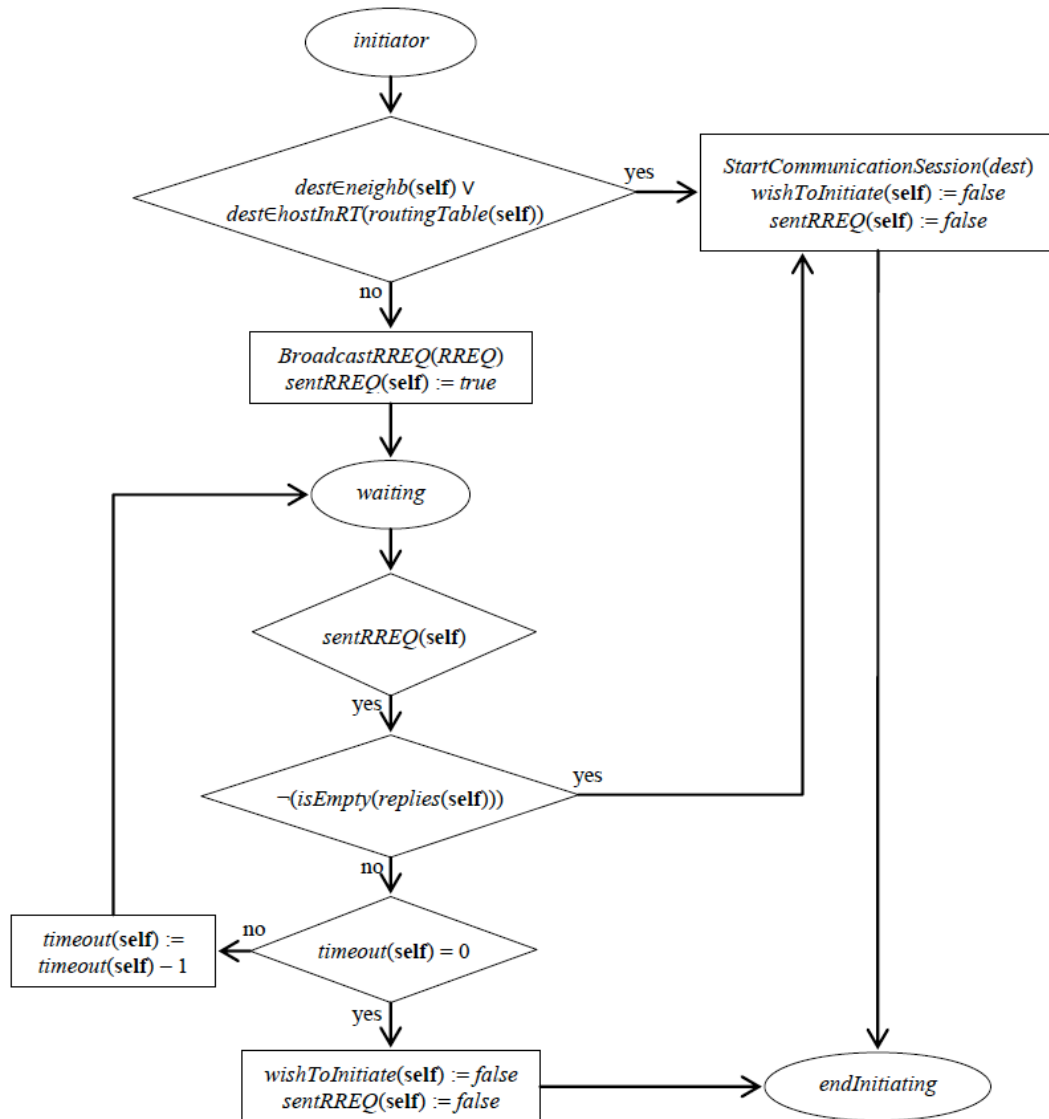 initiator
dest∈neighb(self) ∨
dest∈hostInRT(routingTable(self))
yes
StartCommunicationSession(dest)
wishToInitiate(self) := false
sentRREQ(self) := false
no
BroadcastRREQ(RREQ)
sentRREQ(self) := true
waiting
sentRREQ(self)
yes
¬(isEmpty(replies(self)))
yes
no
timeout(self) = 0
no
timeout(self) :=
timeout(self) – 1
yes
wishToInitiate(self) := false
sentRREQ(self) := false
endInitiating